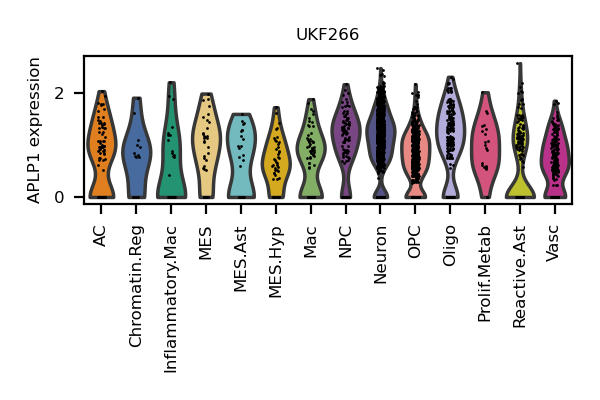 UKF266
APLP1 expression
2
0
AC
Chromatin.Reg
Inflammatory.Mac
MES
MES.Ast
MES.Hyp
Mac
NPC
Neuron
OPC
Oligo
Prolif.Metab
Reactive.Ast
Vasc